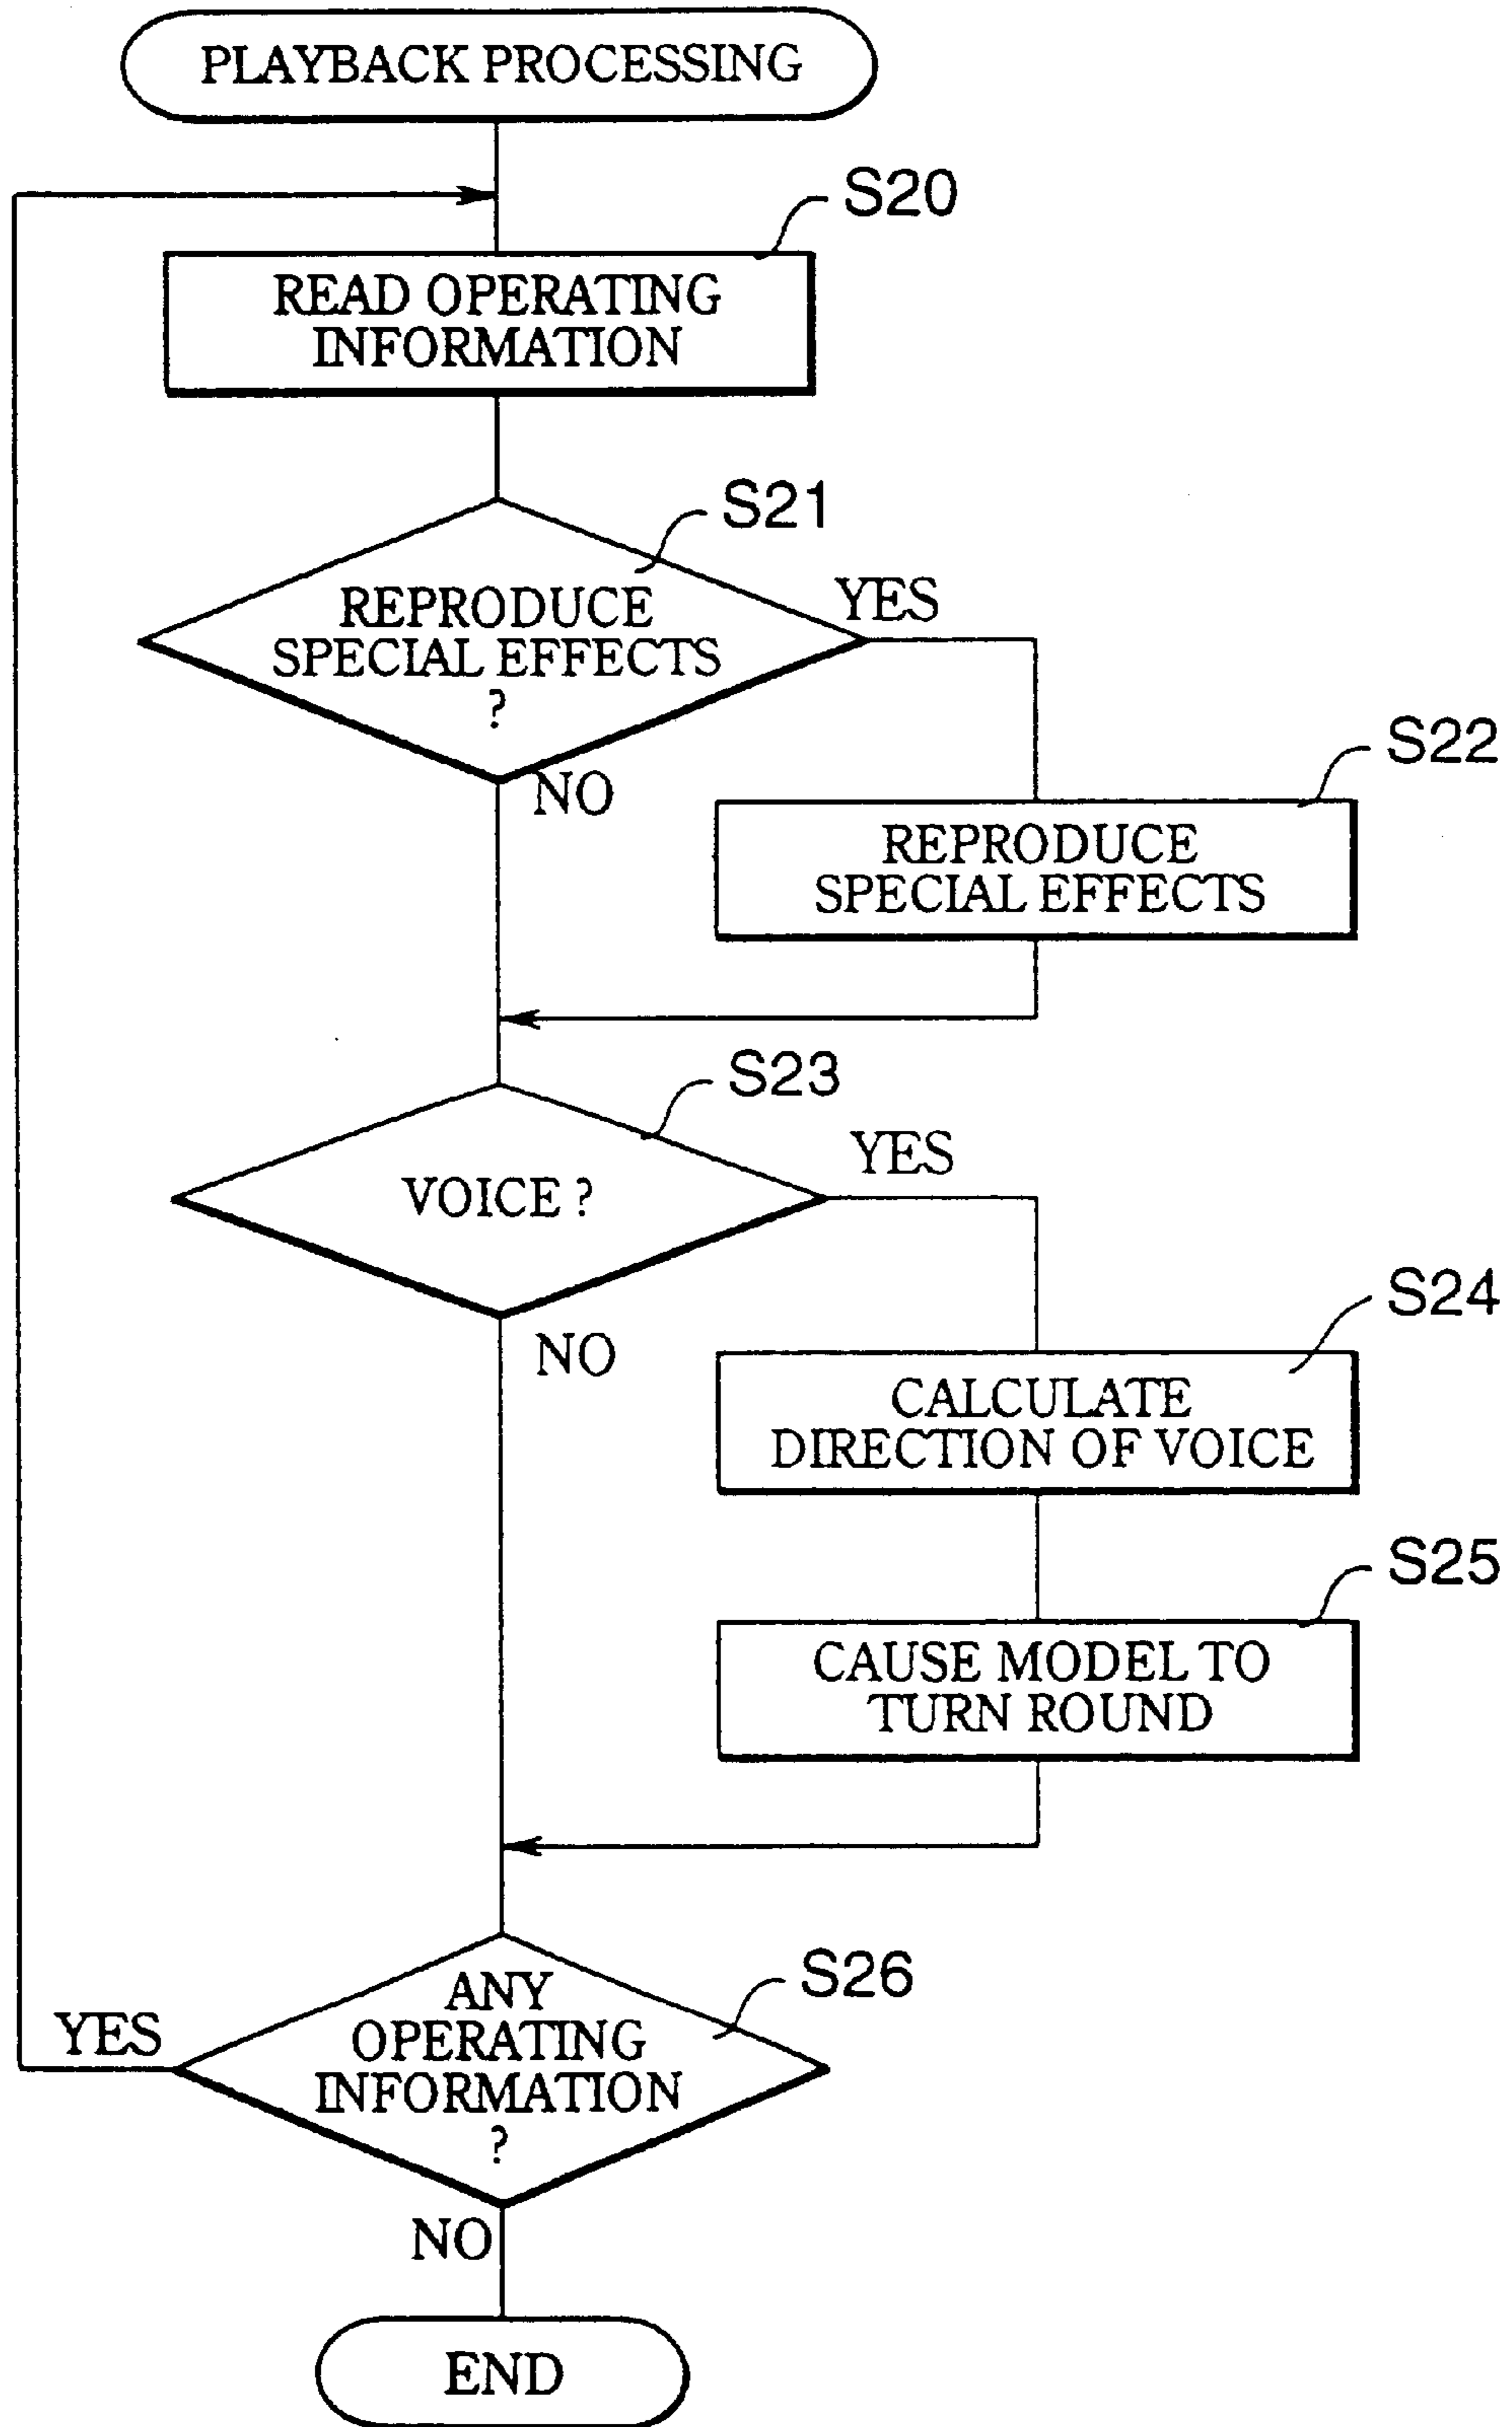 PLAYBACK PROCESSING
S20
READ OPERATING
INFORMATION
S21
REPRODUCE
SPECIAL EFFECTS
?
YES
NO
S22
REPRODUCE
SPECIAL EFFECTS
S23
VOICE ?
YES
NO
S24
CALCULATE
DIRECTION OF VOICE
S25
CAUSE MODEL TO
TURN ROUND
S26
ANY
OPERATING
INFORMATION
?
YES
NO
END